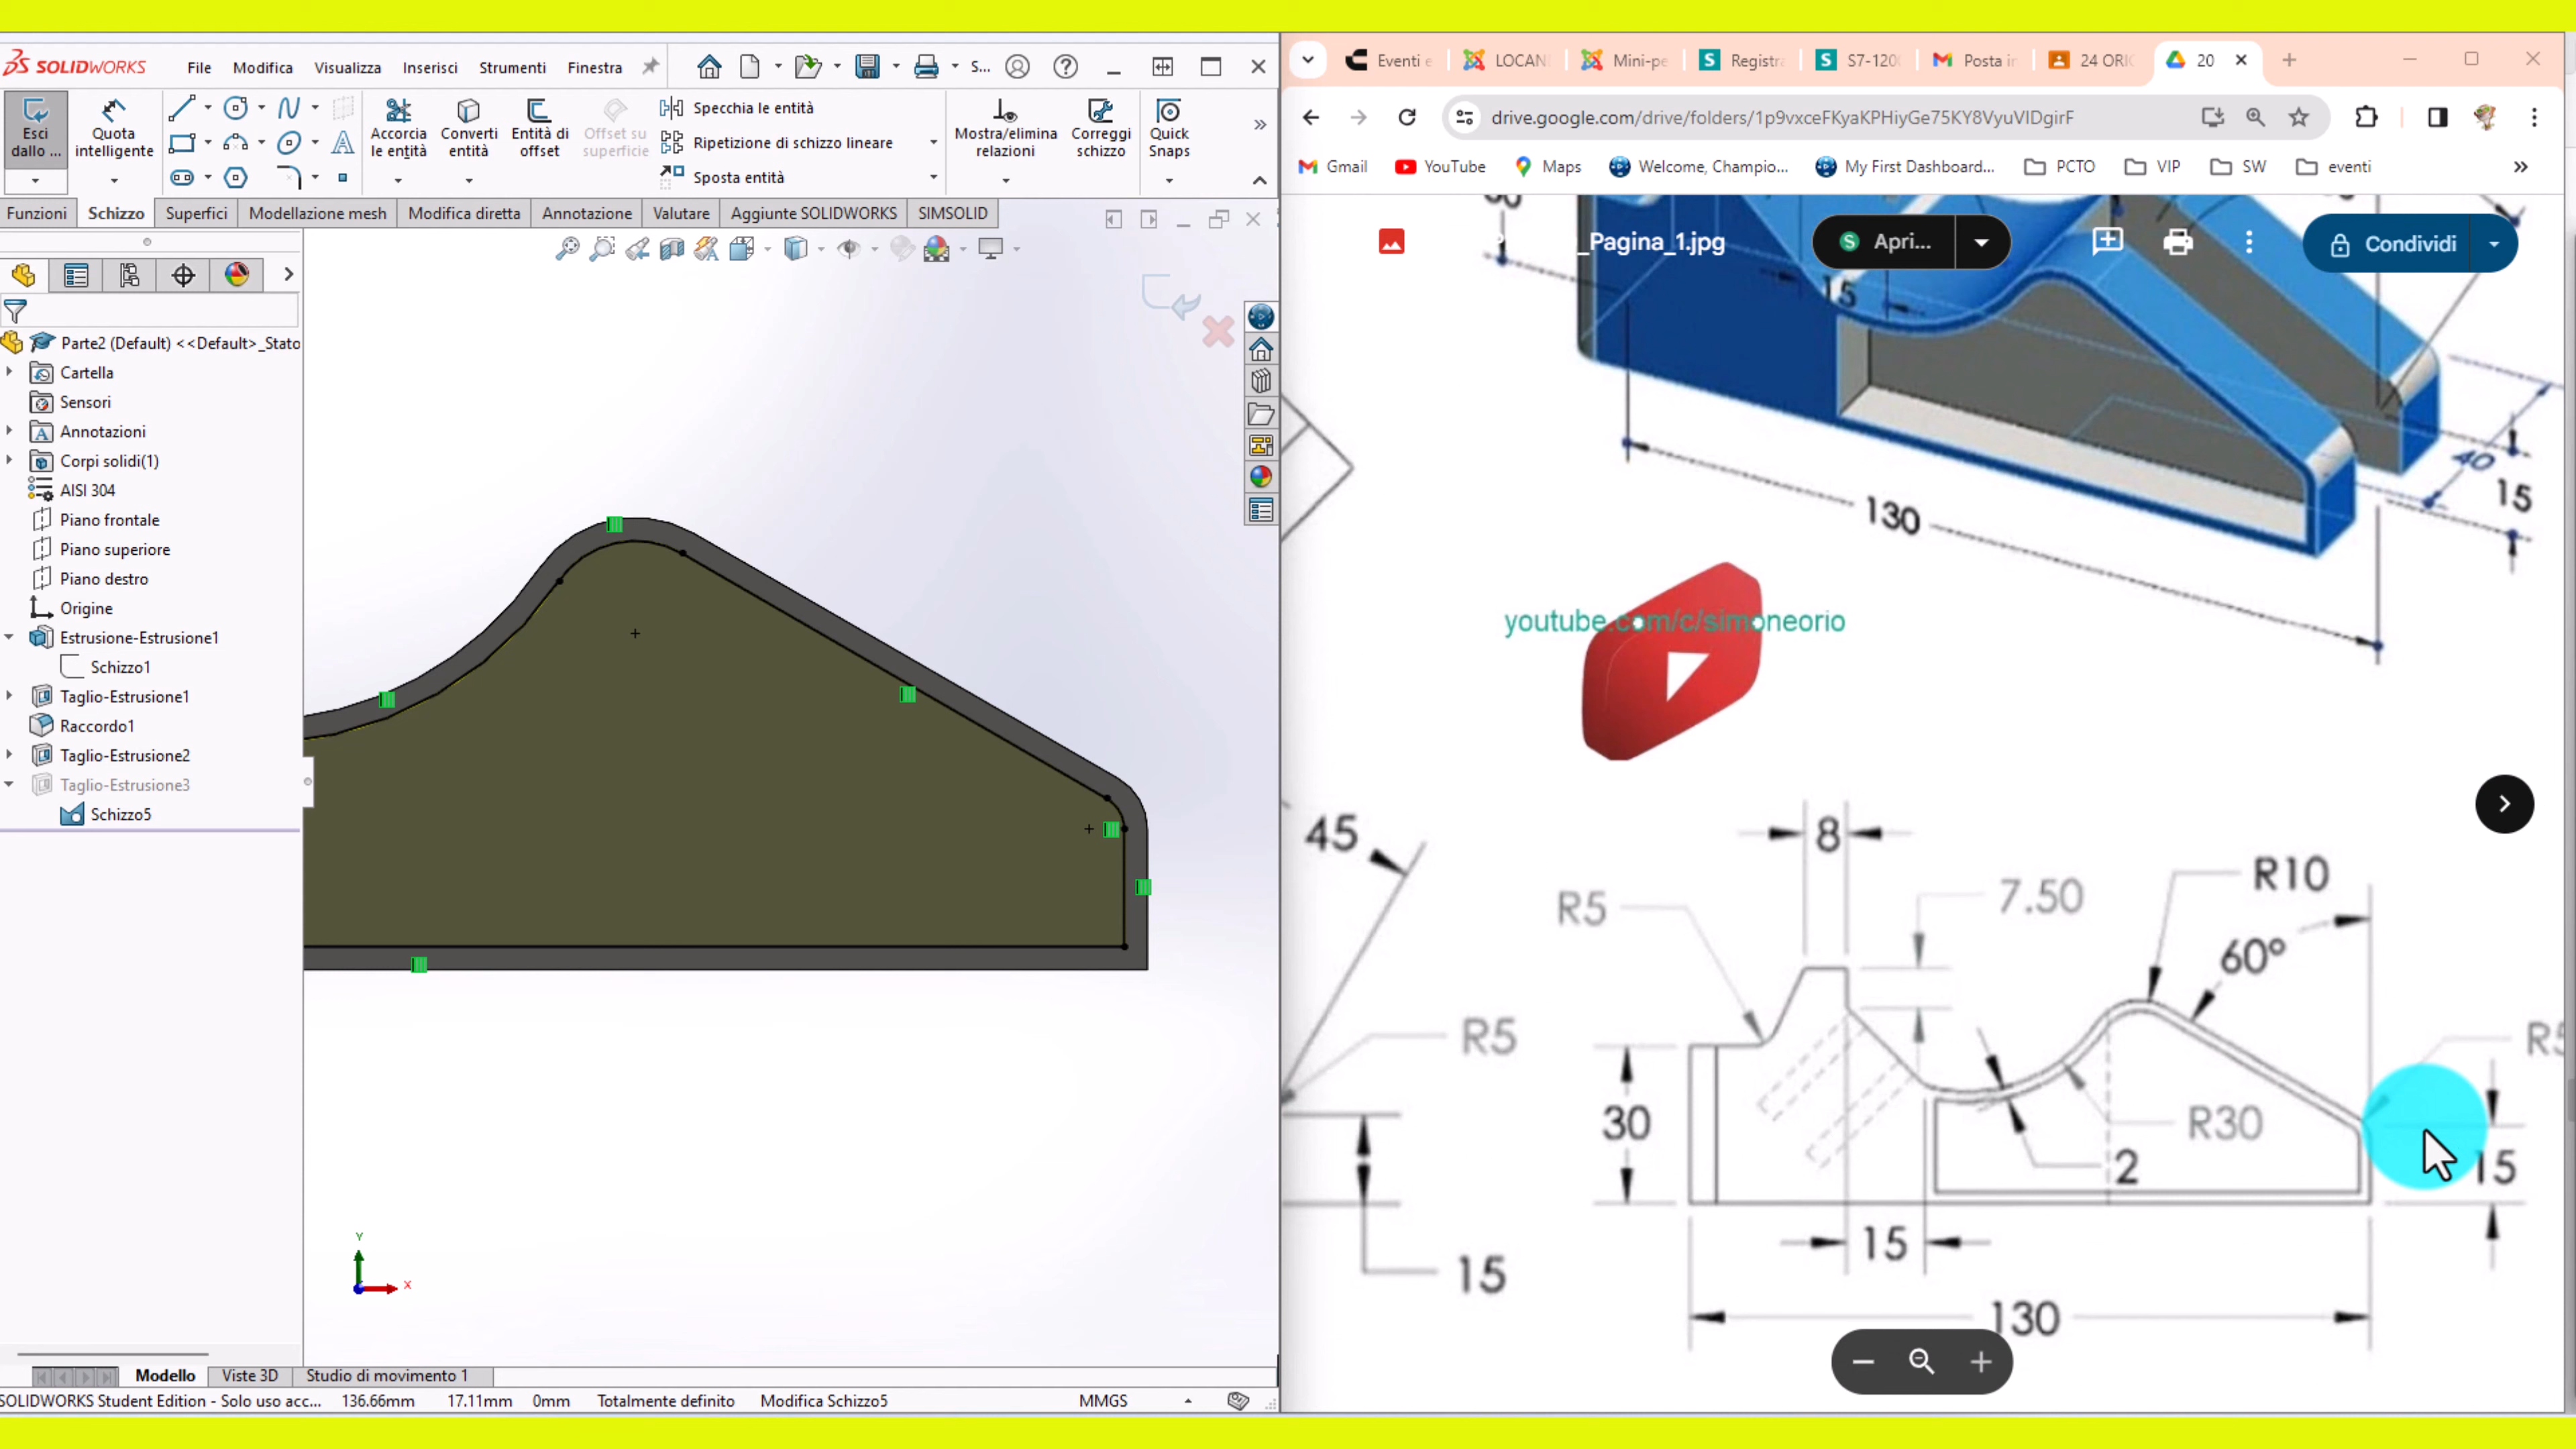 SOLIDWORKS
File Modifica Visualizza Inserisci Strumenti Finestra
S...
Esci dallo ...
Quota intelligente
Accorcia le entità
Converti entità
Entità di offset
Offset su superficie
Specchia le entità
Ripetizione di schizzo lineare
Sposta entità
Mostra/elimina relazioni
Correggi schizzo
Quick Snaps
Funzioni Schizzo Superfici Modellazione mesh Modifica diretta Annotazione Valutare Aggiunte SOLIDWORKS SIMSOLID
Parte2 (Default) <<Default>_Stato
Cartella
Sensori
Annotazioni
Corpi solidi(1)
AISI 304
Piano frontale
Piano superiore
Piano destro
Origine
Estrusione-Estrusione1
Schizzo1
Taglio-Estrusione1
Raccordo1
Taglio-Estrusione2
Taglio-Estrusione3
Schizzo5
Y
X
Modello Viste 3D Studio di movimento 1
SOLIDWORKS Student Edition - Solo uso acc... 136.66mm 17.11mm 0mm Totalmente definito Modifica Schizzo5 MMGS
Eventi e LOCAN Mini-pe Registra S7-120 Posta in 24 ORI 20
drive.google.com/drive/folders/1p9vxceFKyaKPHiyGe75KY8VyuVIDgirF
Gmail YouTube Maps Welcome, Champio... My First Dashboard... PCTO VIP SW eventi
_Pagina_1.jpg Apri... Condividi
15
40
15
130
youtube.com/c/simoneorio
45
8
R10
R5
7.50
60°
R5
R5
30
R30
2
15
15
15
130